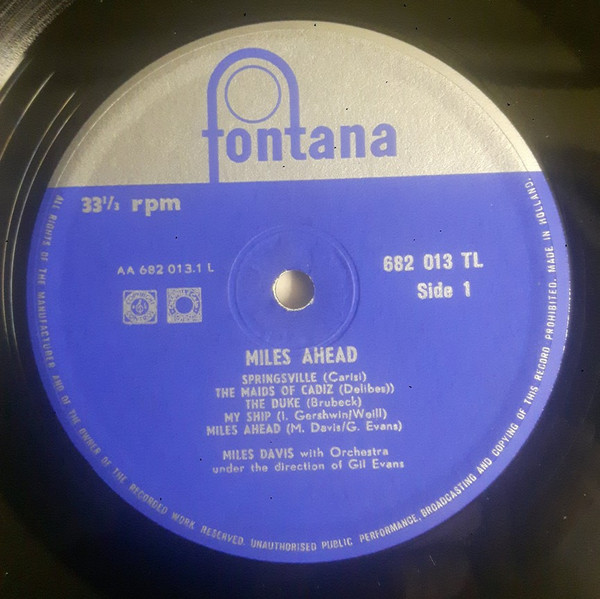 fontana
33⅓ rpm
AA 682 013.1 L
682 013 TL
Side 1
MILES AHEAD
SPRINGSVILLE (Carisi)
THE MAIDS OF CADIZ (Delibes))
THE DUKE (Brubeck)
MY SHIP (I. Gershwin/Weill)
MILES AHEAD (M. Davis/G. Evans)
MILES DAVIS with Orchestra
under the direction of Gil Evans
ALL RIGHTS OF THE MANUFACTURER AND OF THE OWNER OF THE RECORDED WORK RESERVED. UNAUTHORISED PUBLIC PERFORMANCE, BROADCASTING AND COPYING OF THIS RECORD PROHIBITED. MADE IN HOLLAND.